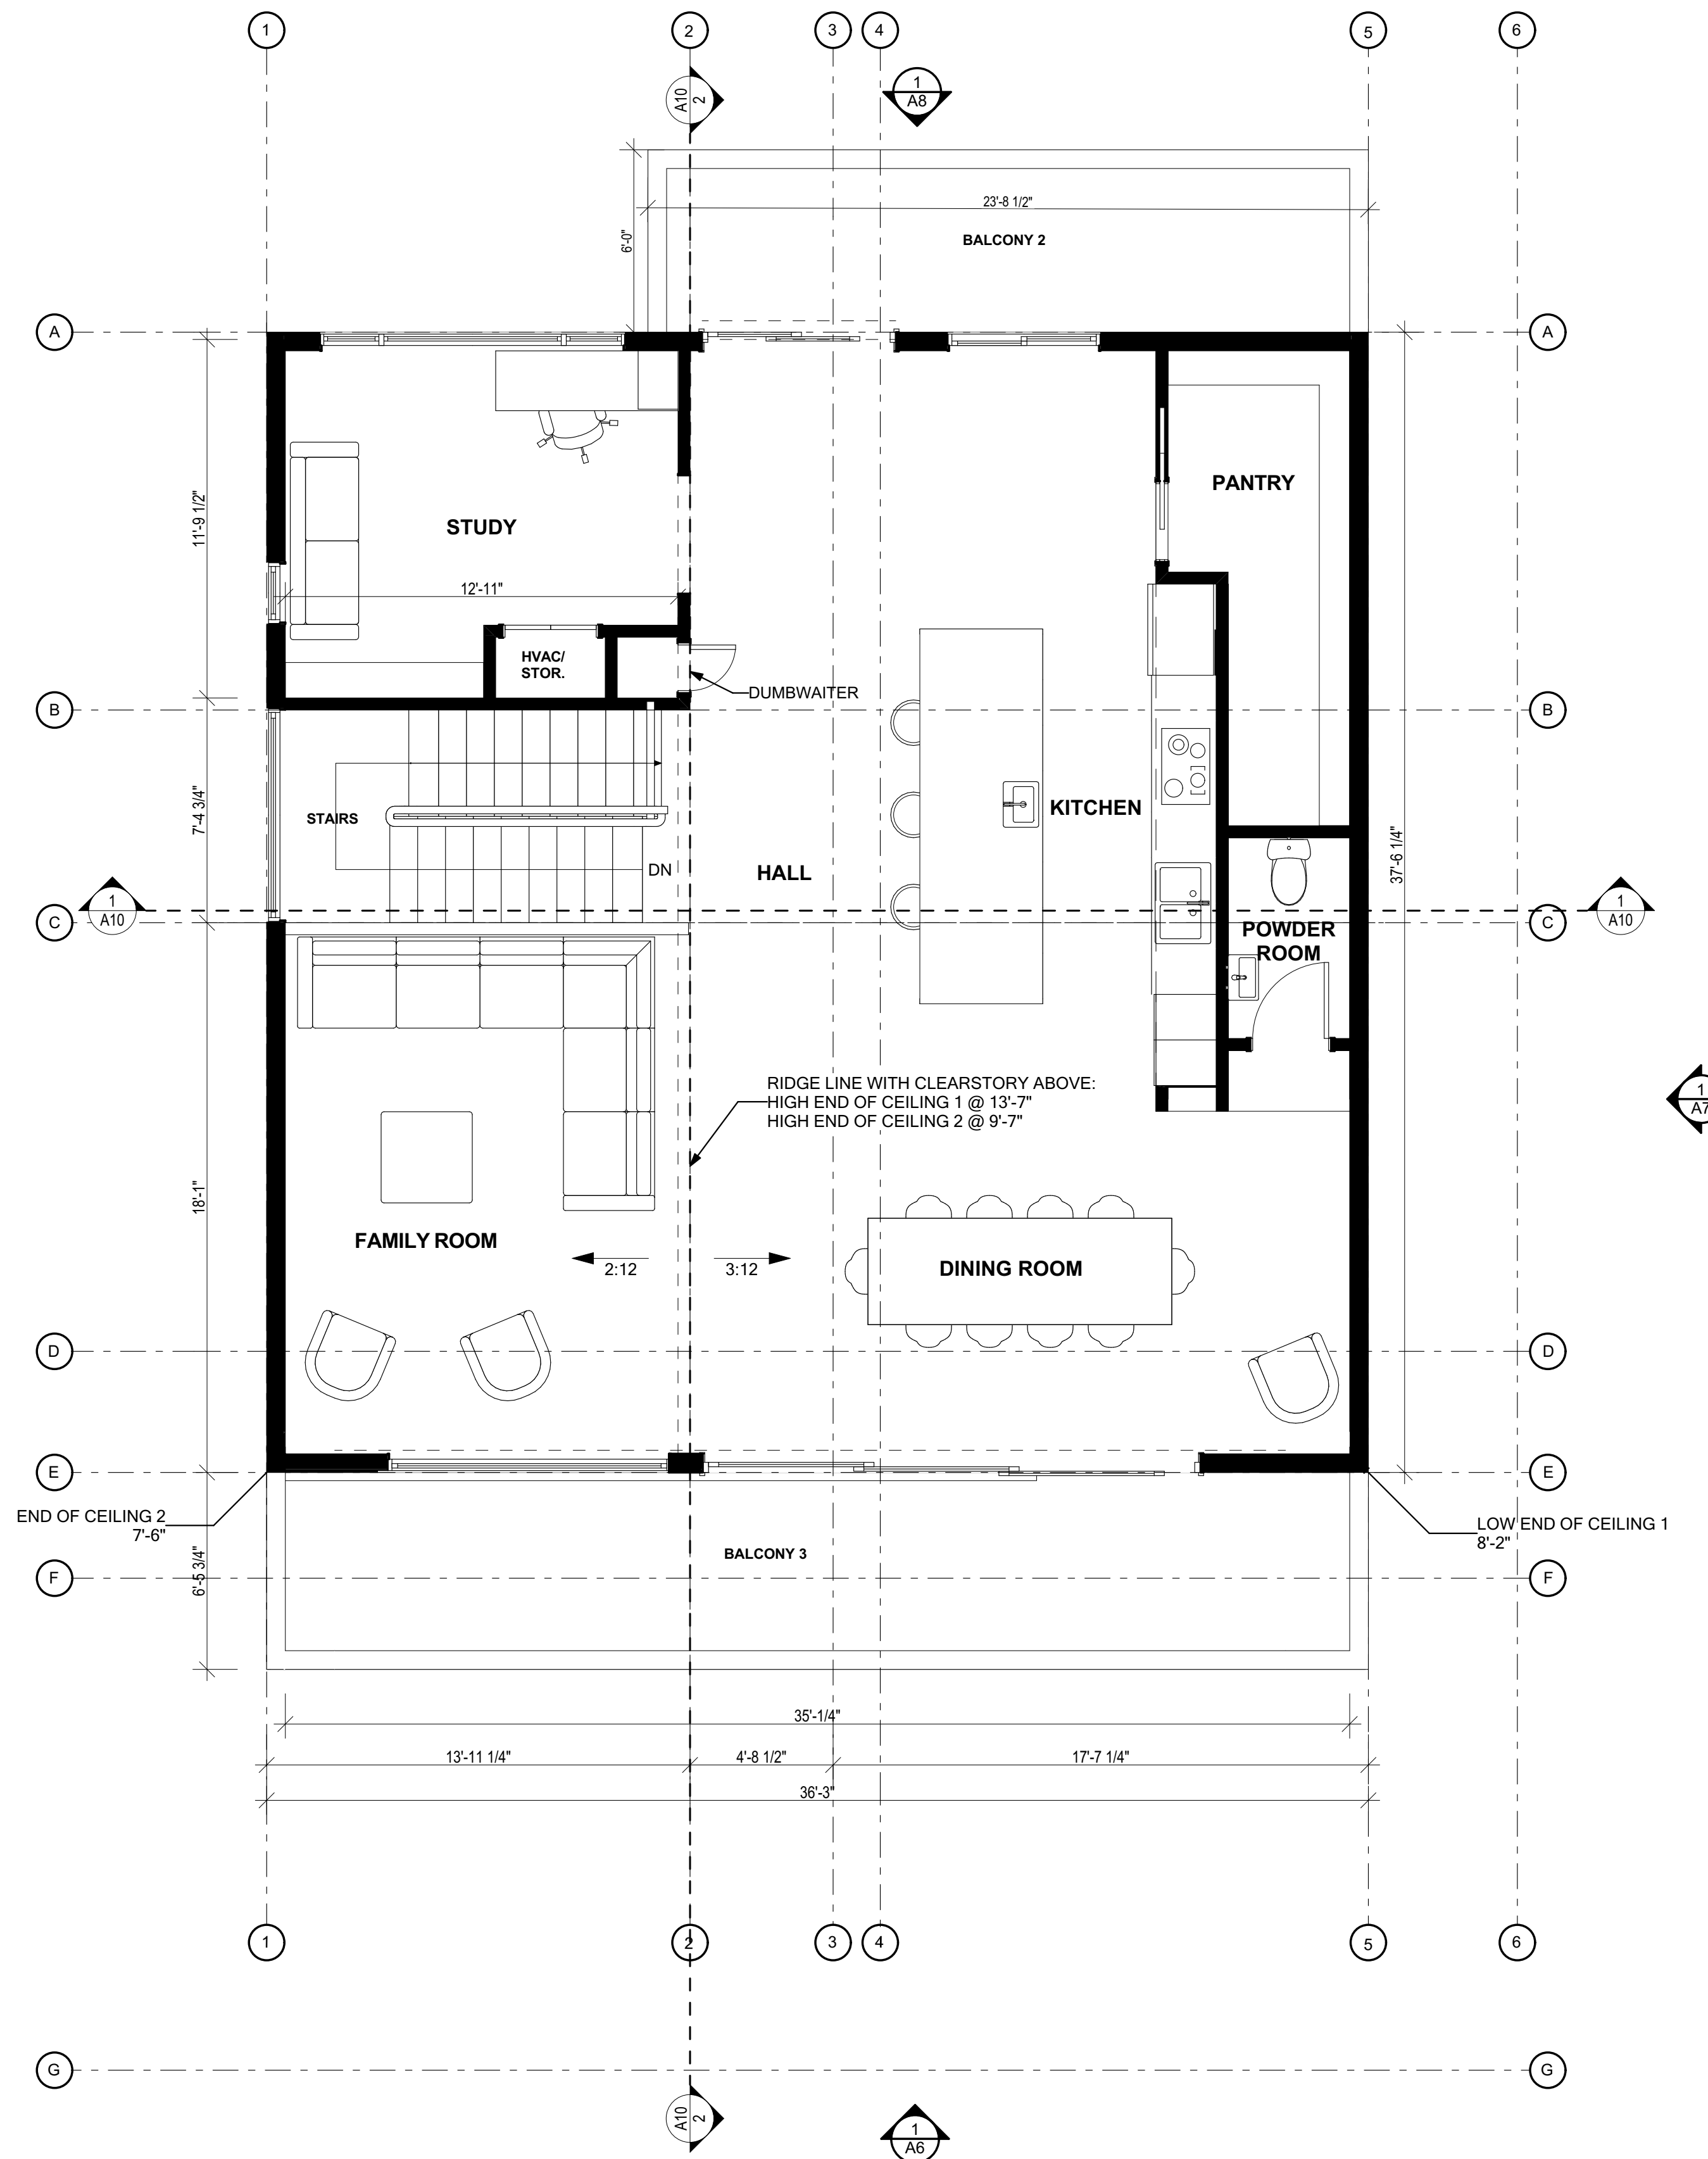 1
2
3
4
5
6
A10
2
1
A8
23'-8 1/2"
6'-0"
BALCONY 2
A
A
PANTRY
11'-9 1/2"
STUDY
12'-11"
HVAC/
STOR.
DUMBWAITER
B
B
7'-4 3/4"
STAIRS
KITCHEN
37'-6 1/4"
DN
HALL
1
A10
1
A10
C
C
POWDER
ROOM
RIDGE LINE WITH CLEARSTORY ABOVE:
HIGH END OF CEILING 1 @ 13'-7"
HIGH END OF CEILING 2 @ 9'-7"
1
A7
18'-1"
FAMILY ROOM
2:12
3:12
DINING ROOM
D
D
E
E
END OF CEILING 2
7'-6"
LOW END OF CEILING 1
8'-2"
BALCONY 3
6'-5 3/4"
F
F
35'-1/4"
13'-11 1/4"
4'-8 1/2"
17'-7 1/4"
36'-3"
1
2
3
4
5
6
G
G
A10
2
1
A6